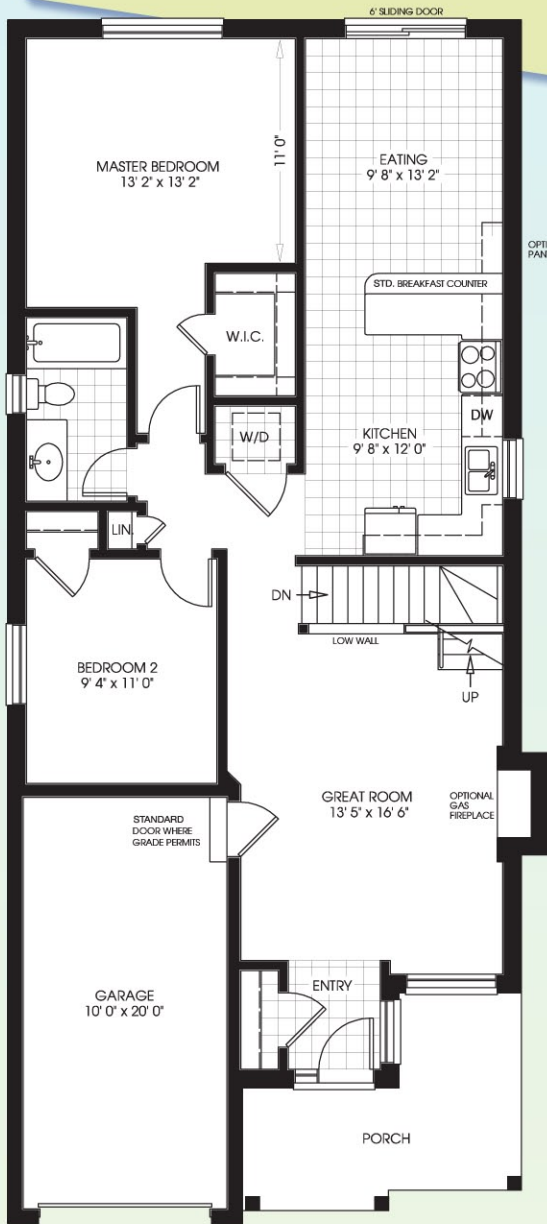 6' SLIDING DOOR
MASTER BEDROOM
13' 2" x 13' 2"
11' 0"
EATING
9' 8" x 13' 2"
STD. BREAKFAST COUNTER
W.I.C.
W/D
KITCHEN
9' 8" x 12' 0"
DW
LIN.
DN
LOW WALL
UP
BEDROOM 2
9' 4" x 11' 0"
GREAT ROOM
13' 5" x 16' 6"
OPTIONAL
GAS
FIREPLACE
STANDARD
DOOR WHERE
GRADE PERMITS
GARAGE
10' 0" x 20' 0"
ENTRY
PORCH